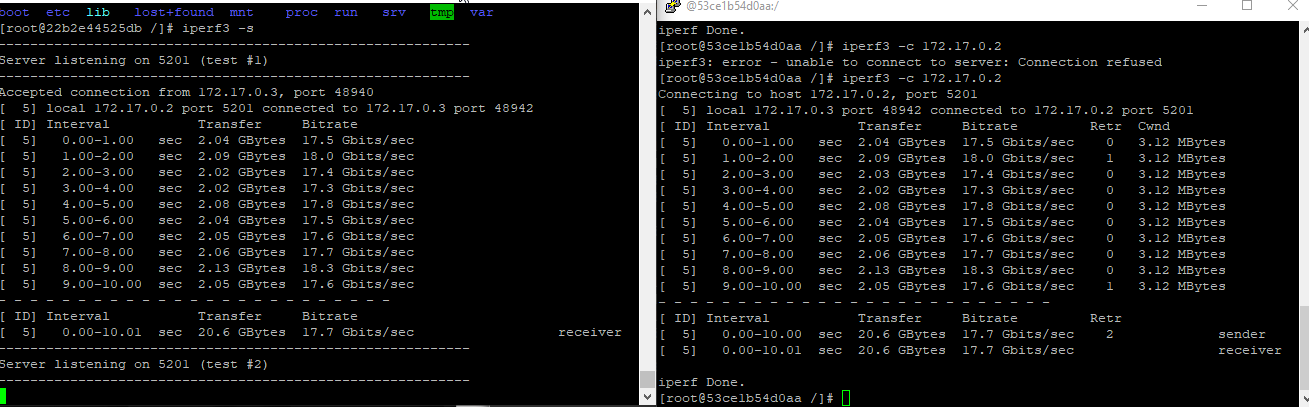 boot etc lib lost+found mnt proc run srv tmp var
[root@22b2e44525db /]# iperf3 -s
-----------------------------------------------------------
Server listening on 5201 (test #1)
-----------------------------------------------------------
Accepted connection from 172.17.0.3, port 48940
[  5] local 172.17.0.2 port 5201 connected to 172.17.0.3 port 48942
[ ID] Interval           Transfer     Bitrate
[  5]   0.00-1.00   sec  2.04 GBytes  17.5 Gbits/sec
[  5]   1.00-2.00   sec  2.09 GBytes  18.0 Gbits/sec
[  5]   2.00-3.00   sec  2.02 GBytes  17.4 Gbits/sec
[  5]   3.00-4.00   sec  2.02 GBytes  17.3 Gbits/sec
[  5]   4.00-5.00   sec  2.08 GBytes  17.8 Gbits/sec
[  5]   5.00-6.00   sec  2.04 GBytes  17.5 Gbits/sec
[  5]   6.00-7.00   sec  2.05 GBytes  17.6 Gbits/sec
[  5]   7.00-8.00   sec  2.06 GBytes  17.7 Gbits/sec
[  5]   8.00-9.00   sec  2.13 GBytes  18.3 Gbits/sec
[  5]   9.00-10.00  sec  2.05 GBytes  17.6 Gbits/sec
- - - - - - - - - - - - - - - - - - - - - - - - -
[ ID] Interval           Transfer     Bitrate
[  5]   0.00-10.01  sec  20.6 GBytes  17.7 Gbits/sec                  receiver
-----------------------------------------------------------
Server listening on 5201 (test #2)
-----------------------------------------------------------
@53ce1b54d0aa:/
iperf Done.
[root@53ce1b54d0aa /]# iperf3 -c 172.17.0.2
iperf3: error - unable to connect to server: Connection refused
[root@53ce1b54d0aa /]# iperf3 -c 172.17.0.2
Connecting to host 172.17.0.2, port 5201
[  5] local 172.17.0.3 port 48942 connected to 172.17.0.2 port 5201
[ ID] Interval           Transfer     Bitrate         Retr  Cwnd
[  5]   0.00-1.00   sec  2.04 GBytes  17.5 Gbits/sec    0   3.12 MBytes
[  5]   1.00-2.00   sec  2.09 GBytes  18.0 Gbits/sec    1   3.12 MBytes
[  5]   2.00-3.00   sec  2.03 GBytes  17.4 Gbits/sec    0   3.12 MBytes
[  5]   3.00-4.00   sec  2.02 GBytes  17.3 Gbits/sec    0   3.12 MBytes
[  5]   4.00-5.00   sec  2.08 GBytes  17.8 Gbits/sec    0   3.12 MBytes
[  5]   5.00-6.00   sec  2.04 GBytes  17.5 Gbits/sec    0   3.12 MBytes
[  5]   6.00-7.00   sec  2.05 GBytes  17.6 Gbits/sec    0   3.12 MBytes
[  5]   7.00-8.00   sec  2.06 GBytes  17.7 Gbits/sec    0   3.12 MBytes
[  5]   8.00-9.00   sec  2.13 GBytes  18.3 Gbits/sec    0   3.12 MBytes
[  5]   9.00-10.00  sec  2.05 GBytes  17.6 Gbits/sec    1   3.12 MBytes
- - - - - - - - - - - - - - - - - - - - - - - - -
[ ID] Interval           Transfer     Bitrate         Retr
[  5]   0.00-10.00  sec  20.6 GBytes  17.7 Gbits/sec    2             sender
[  5]   0.00-10.01  sec  20.6 GBytes  17.7 Gbits/sec                  receiver
iperf Done.
[root@53ce1b54d0aa /]#